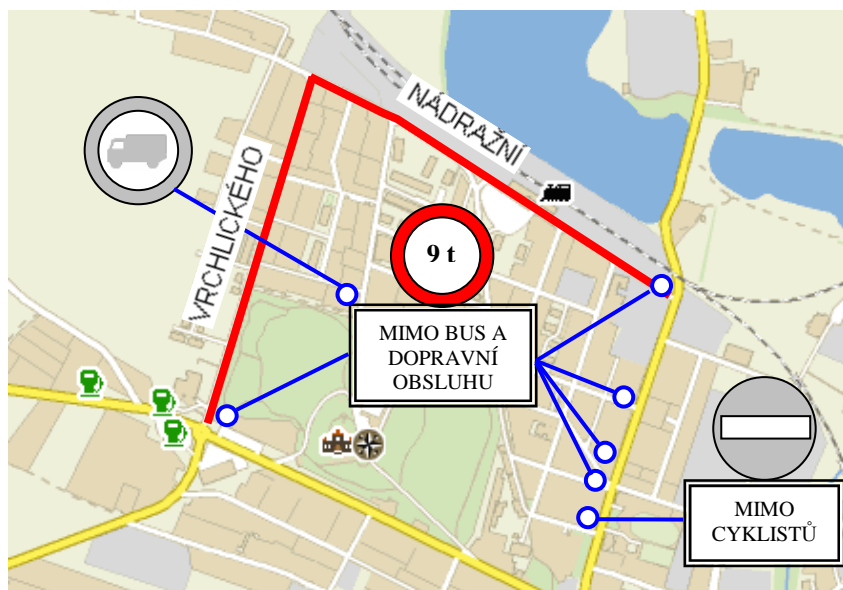 NÁDRAŽNÍ
VRCHLICKÉHO
9 t
MIMO BUS A
DOPRAVNÍ
OBSLUHU
MIMO
CYKLISTŮ